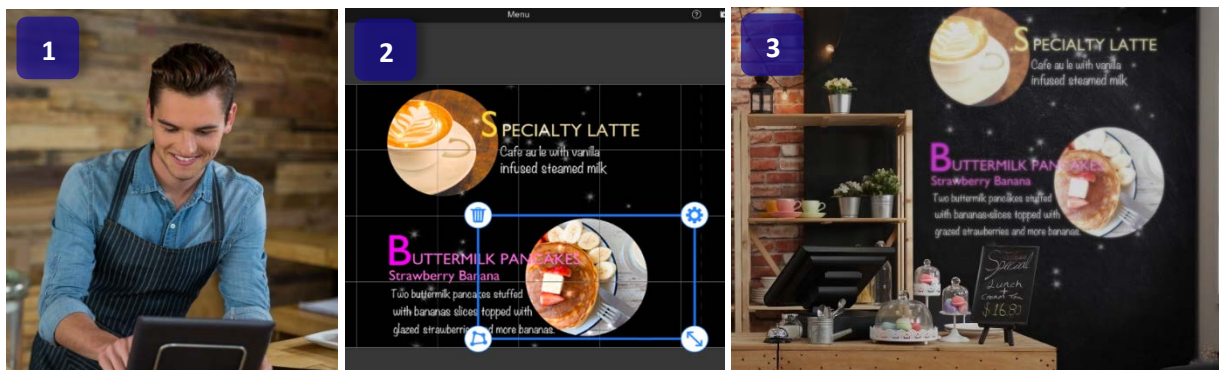 1
2
Menu
SPECIALTY LATTE
Cafe au le with vanilla
infused steamed milk
BUTTERMILK PANCAKES
Strawberry Banana
Two buttermilk pancakes stuffed
with bananas slices topped with
glazed strawberries and more bananas.
3
SPECIALTY LATTE
Cafe au le with vanilla
infused steamed milk
BUTTERMILK PANCAKES
Strawberry Banana
Two buttermilk pancakes stuffed
with bananas-slices topped with
grazed strawberries and more bananas.
Special
Lunch
+
$16.80